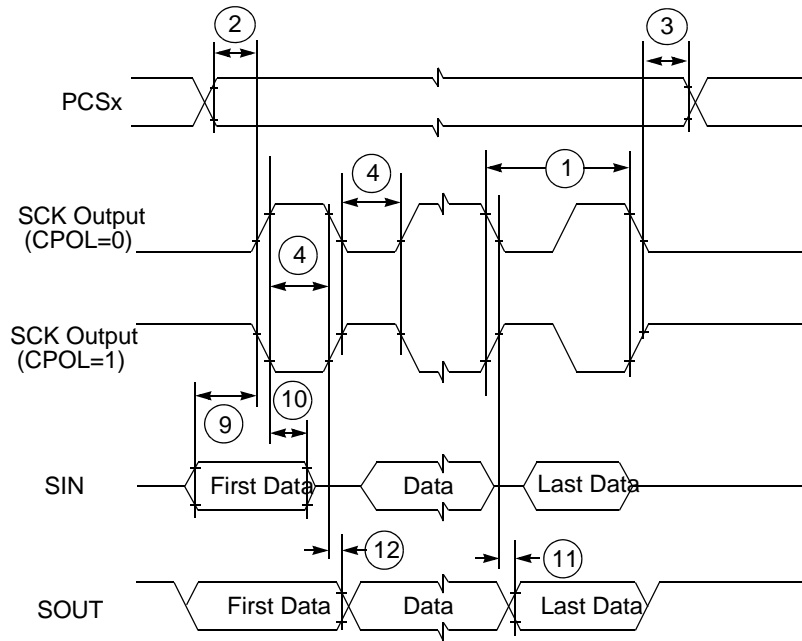 2
3
PCSx
4
1
SCK Output
(CPOL=0)
4
SCK Output
(CPOL=1)
9
10
SIN
First Data
Data
Last Data
12
11
SOUT
First Data
Data
Last Data